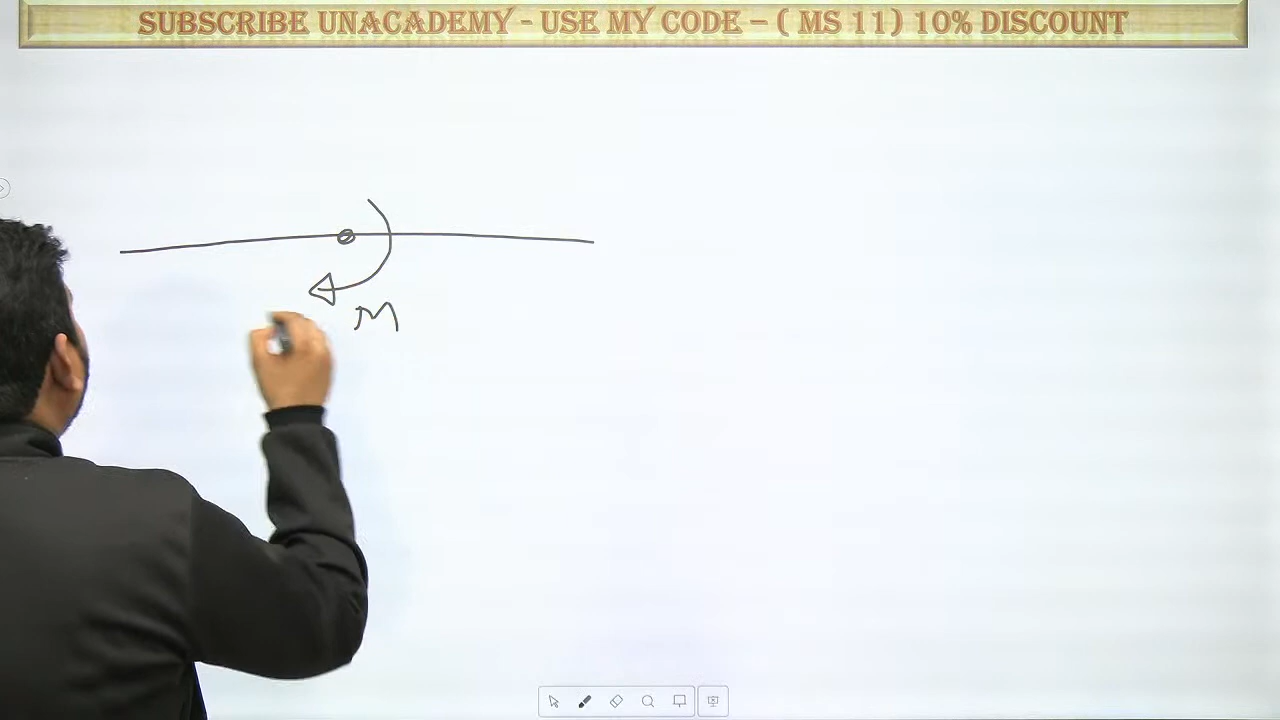 SUBSCRIBE UNACADEMY - USE MY CODE – ( MS 11) 10% DISCOUNT
M